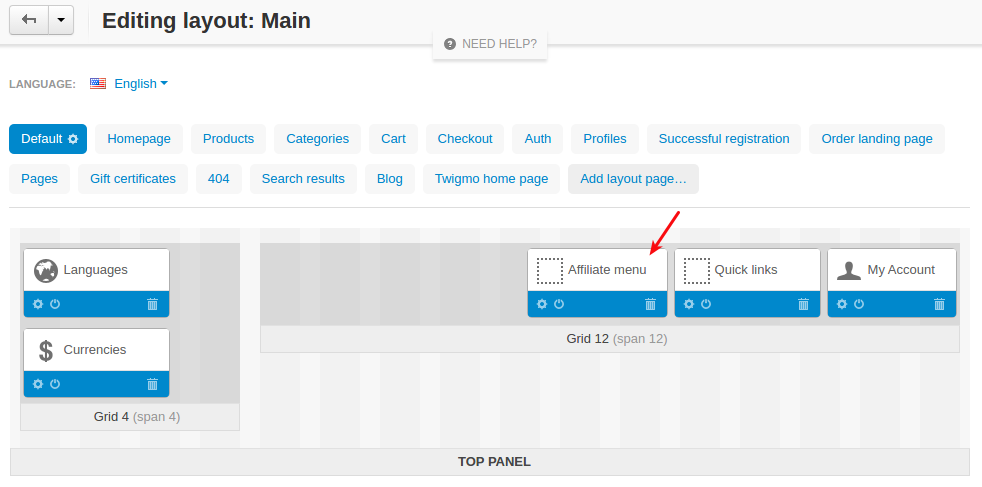 Editing layout: Main
NEED HELP?
LANGUAGE: English
Default Homepage Products Categories Cart Checkout Auth Profiles Successful registration Order landing page
Pages Gift certificates 404 Search results Blog Twigmo home page Add layout page…
Languages Affiliate menu Quick links My Account
Currencies
Grid 12 (span 12)
Grid 4 (span 4)
TOP PANEL